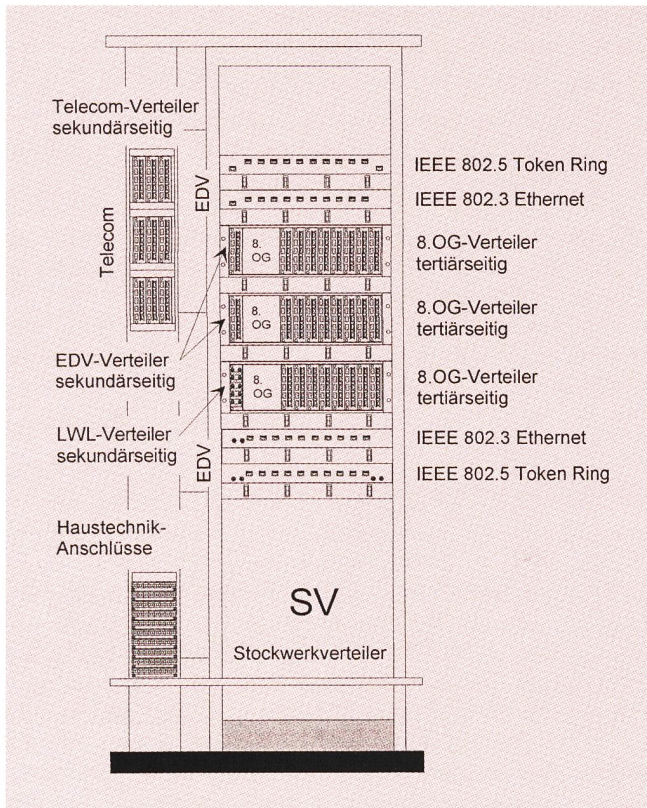 Telecom-Verteiler
sekundärseitig
Telecom
EDV
IEEE 802.5 Token Ring
IEEE 802.3 Ethernet
8.
OG
8.OG-Verteiler
tertiärseitig
8.
OG
8.OG-Verteiler
tertiärseitig
EDV-Verteiler
sekundärseitig
8.
OG
8.OG-Verteiler
tertiärseitig
LWL-Verteiler
sekundärseitig
EDV
IEEE 802.3 Ethernet
IEEE 802.5 Token Ring
Haustechnik-
Anschlüsse
SV
Stockwerkverteiler